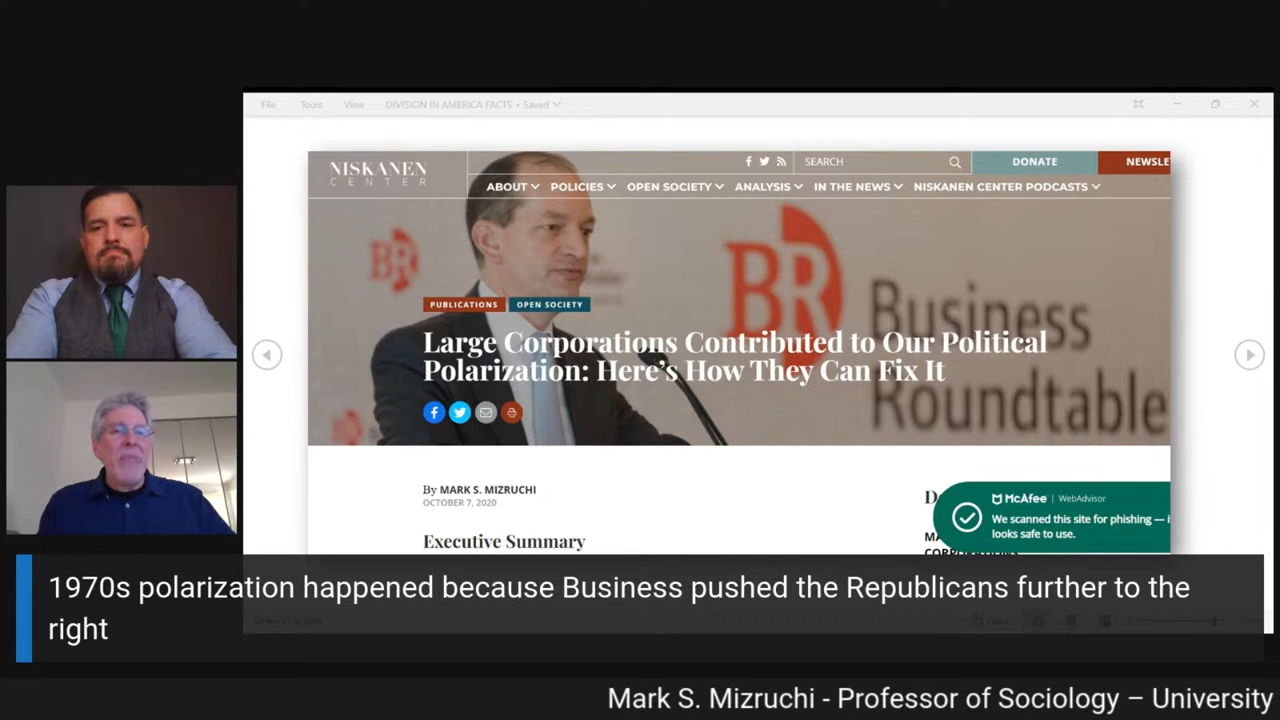 File Tools View DIVISION IN AMERICA FACTS • Saved
NISKANEN
CENTER
SEARCH
DONATE
NEWSLE
ABOUT POLICIES OPEN SOCIETY ANALYSIS IN THE NEWS NISKANEN CENTER PODCASTS
BR
BR
Business
Roundtable
PUBLICATIONS OPEN SOCIETY
Large Corporations Contributed to Our Political
Polarization: Here's How They Can Fix It
By MARK S. MIZRUCHI
OCTOBER 7, 2020
Executive Summary
McAfee | WebAdvisor
We scanned this site for phishing — i
looks safe to use.
1970s polarization happened because Business pushed the Republicans further to the
right
Mark S. Mizruchi - Professor of Sociology – University